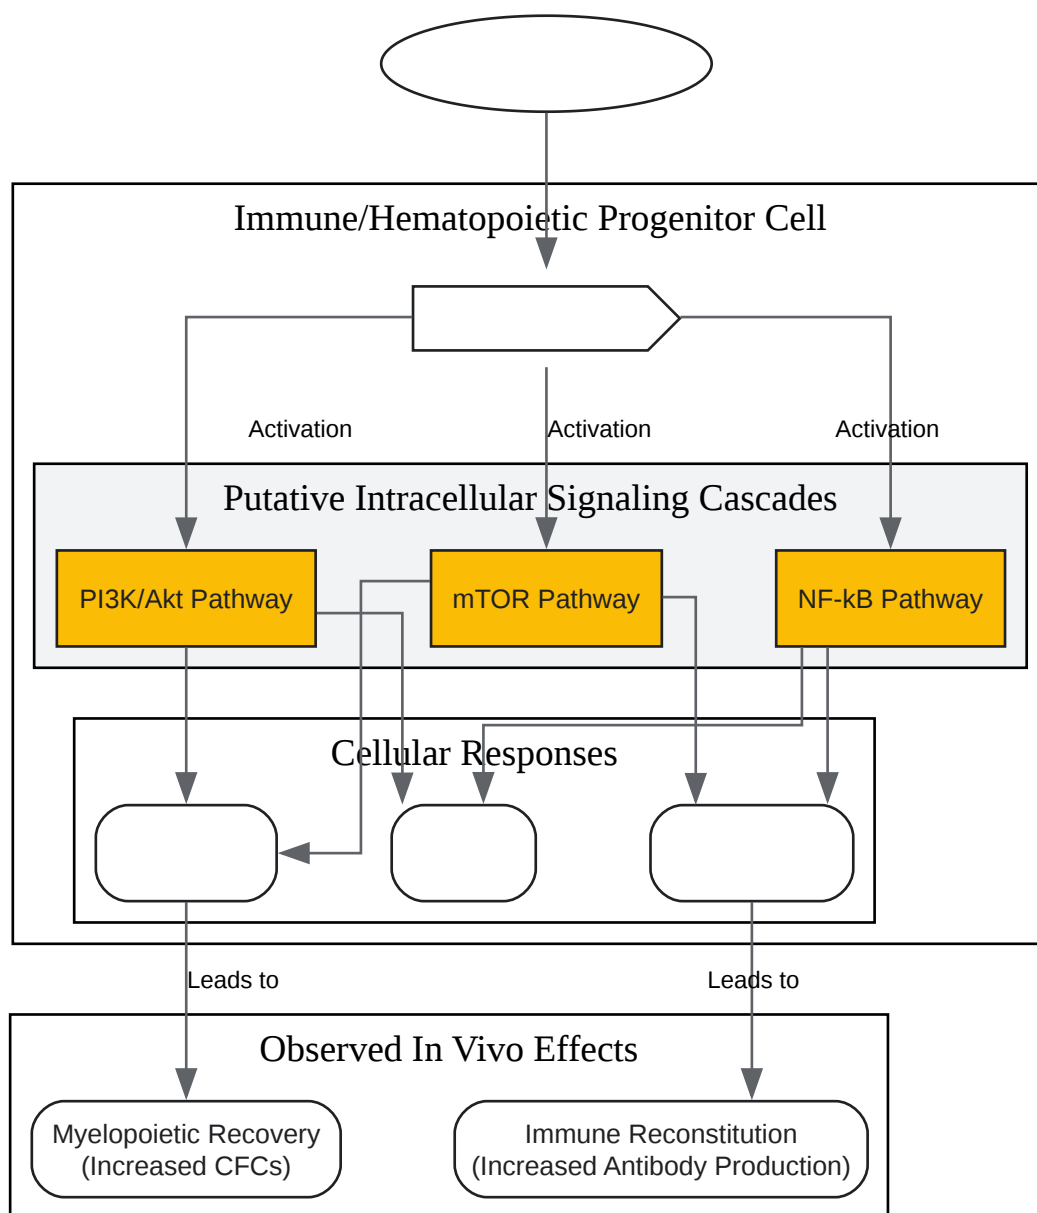 Immune/Hematopoietic Progenitor Cell
Activation
Activation
Activation
Putative Intracellular Signaling Cascades
PI3K/Akt Pathway
mTOR Pathway
NF-kB Pathway
Cellular Responses
Leads to
Leads to
Observed In Vivo Effects
Myelopoietic Recovery
(Increased CFCs)
Immune Reconstitution
(Increased Antibody Production)